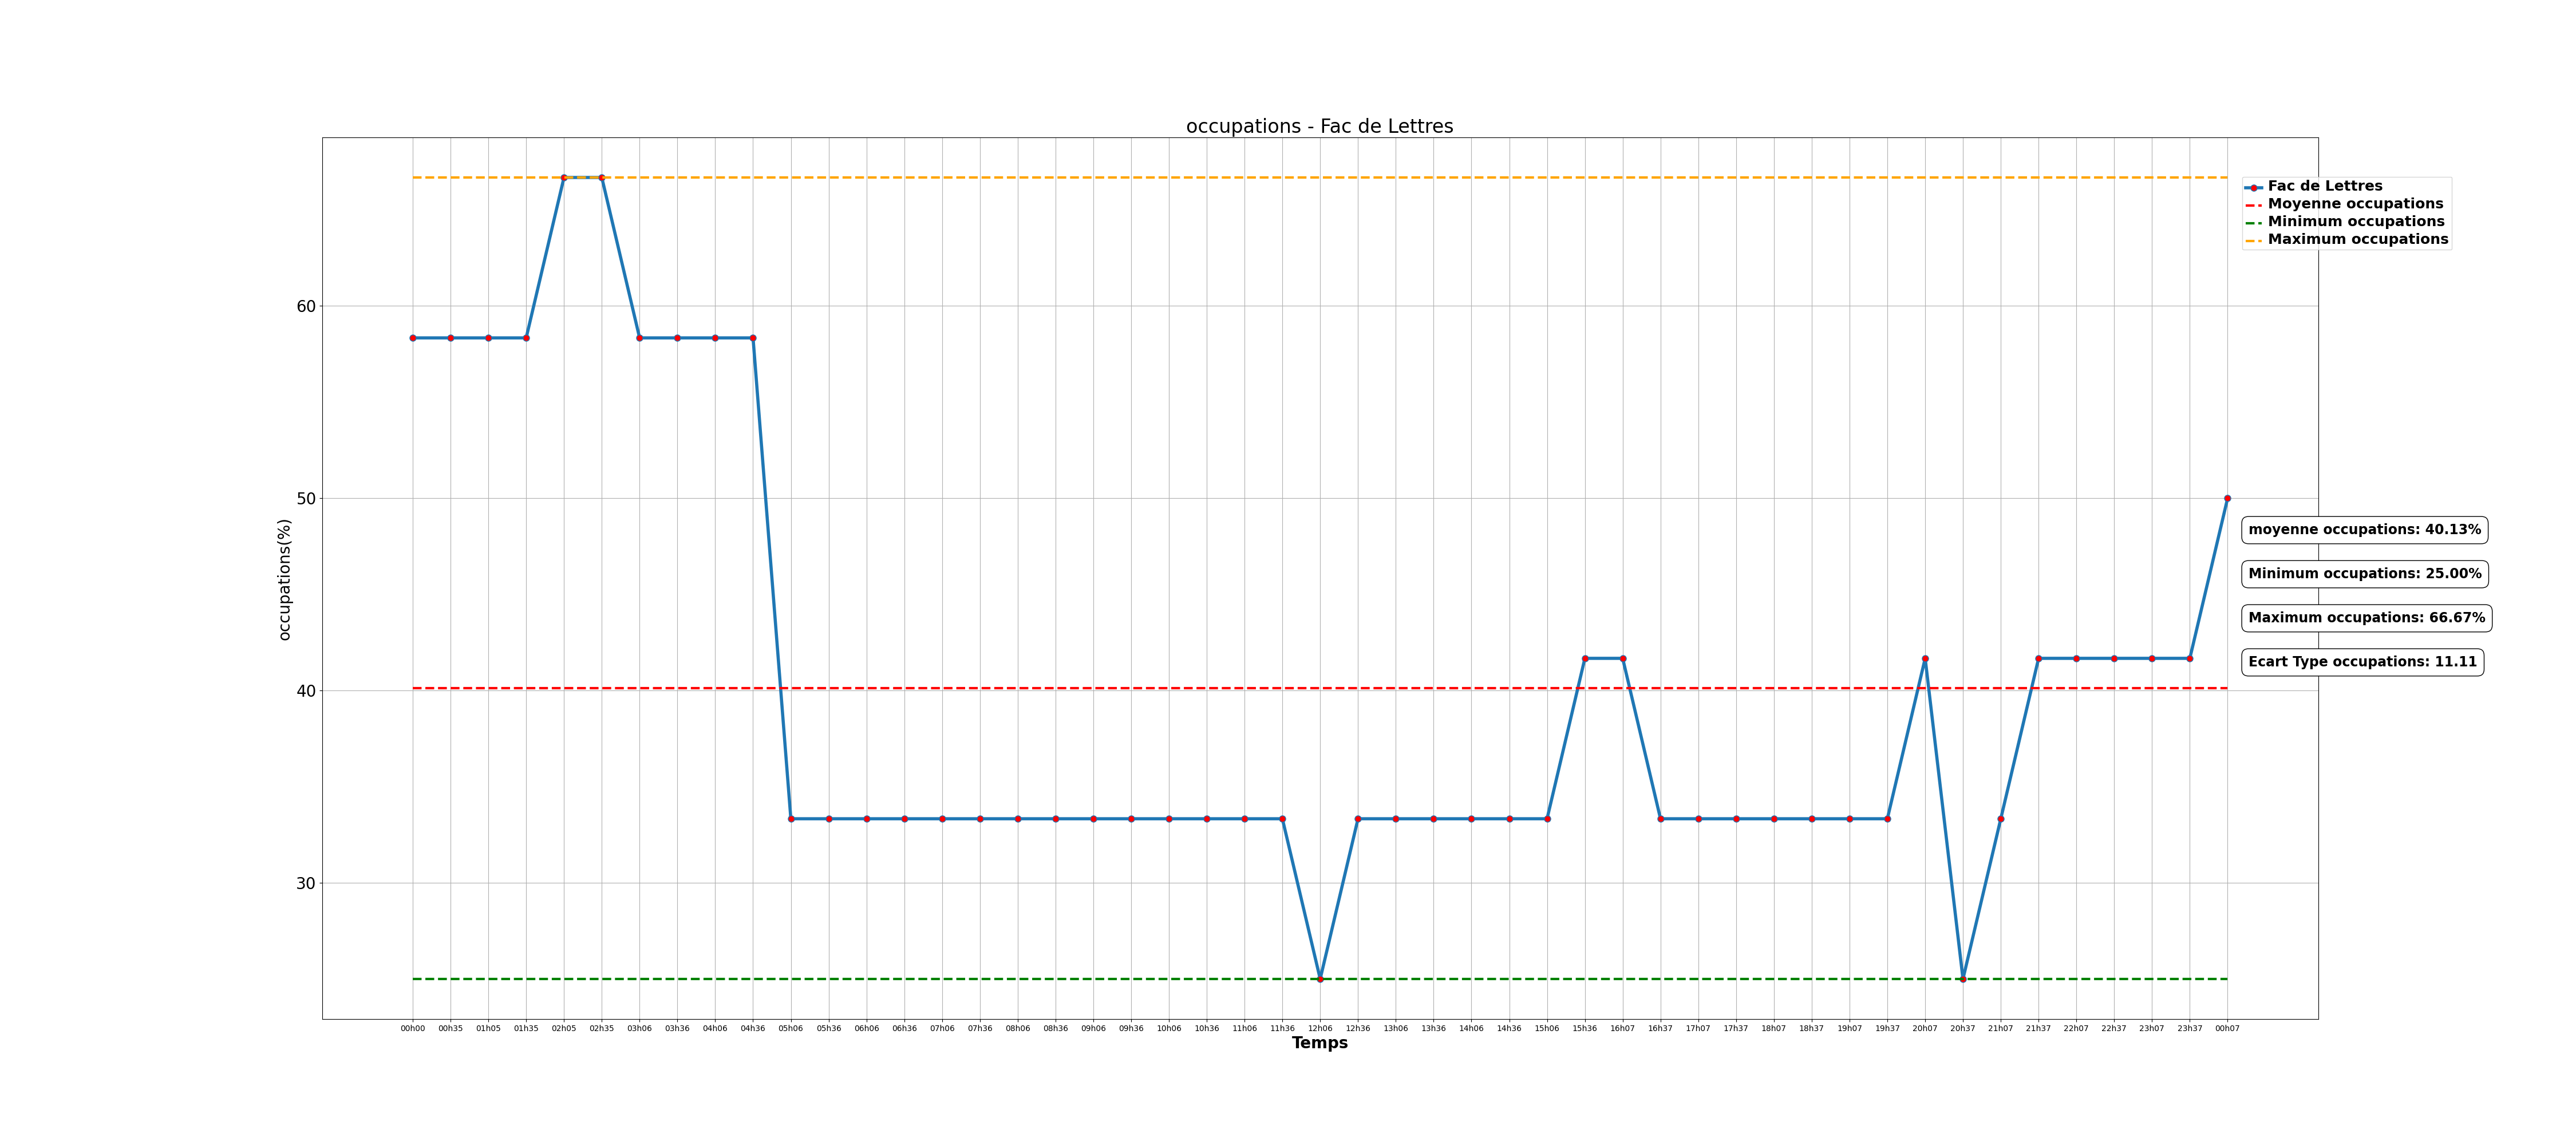 occupations - Fac de Lettres
Fac de Lettres
Moyenne occupations
Minimum occupations
Maximum occupations
60
50
40
30
occupations(%)
moyenne occupations: 40.13%
Minimum occupations: 25.00%
Maximum occupations: 66.67%
Ecart Type occupations: 11.11
00h00 00h35 01h05 01h35 02h05 02h35 03h06 03h36 04h06 04h36 05h06 05h36 06h06 06h36 07h06 07h36 08h06 08h36 09h06 09h36 10h06 10h36 11h06 11h36 12h06 12h36 13h06 13h36 14h06 14h36 15h06 15h36 16h07 16h37 17h07 17h37 18h07 18h37 19h07 19h37 20h07 20h37 21h07 21h37 22h07 22h37 23h07 23h37 00h07
Temps